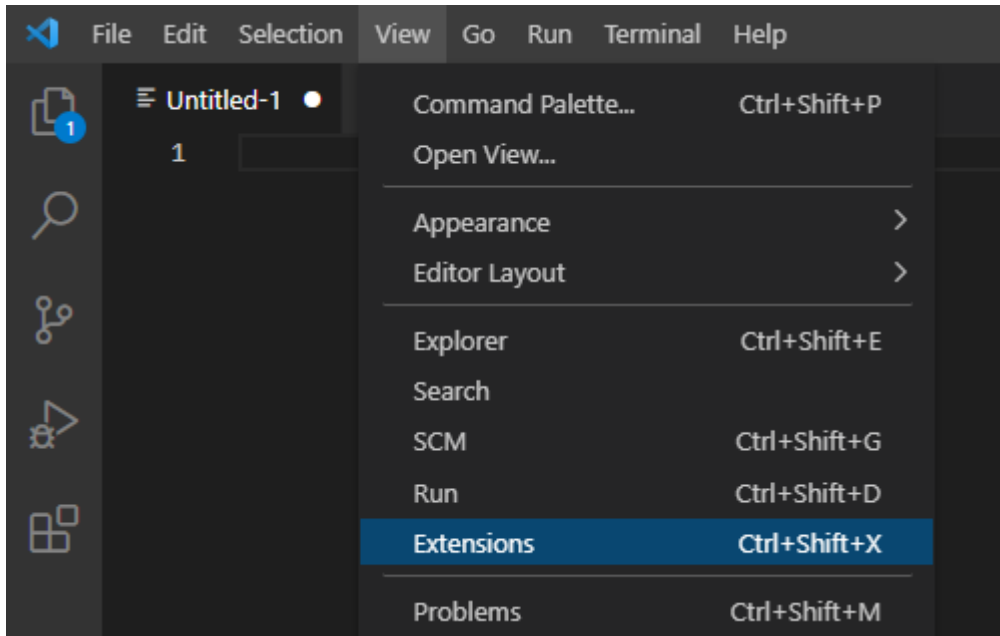 File Edit Selection View Go Run Terminal Help
Untitled-1
1
1
Command Palette... Ctrl+Shift+P
Open View...
Appearance
Editor Layout
Explorer Ctrl+Shift+E
Search
SCM Ctrl+Shift+G
Run Ctrl+Shift+D
Extensions Ctrl+Shift+X
Problems Ctrl+Shift+M